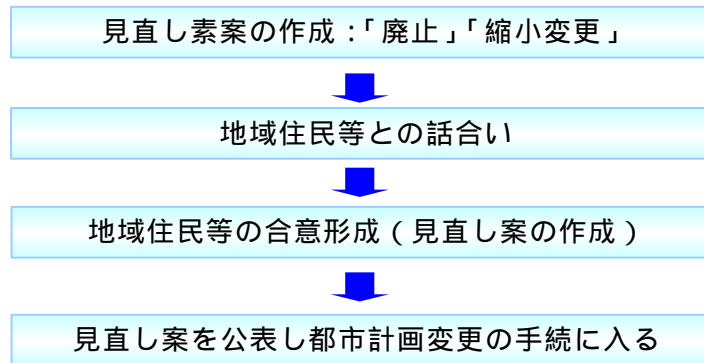 見直し素案の作成：「廃止」「縮小変更」
地域住民等との話合い
地域住民等の合意形成（見直し案の作成）
見直し案を公表し都市計画変更の手続に入る